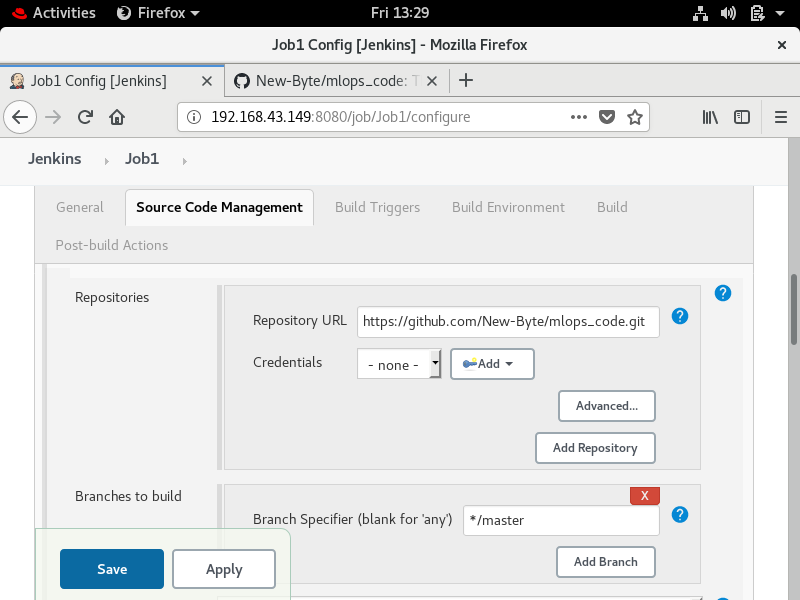 Activities Firefox Fri 13:29
Job1 Config [Jenkins] - Mozilla Firefox
Job1 Config [Jenkins] New-Byte/mlops_code: T
192.168.43.149:8080/job/Job1/configure
Jenkins Job1
General Source Code Management Build Triggers Build Environment Build
Post-build Actions
Repositories
Repository URL https://github.com/New-Byte/mlops_code.git
Credentials - none - Add
Advanced...
Add Repository
Branches to build
X
Branch Specifier (blank for 'any') */master
Add Branch
Save Apply